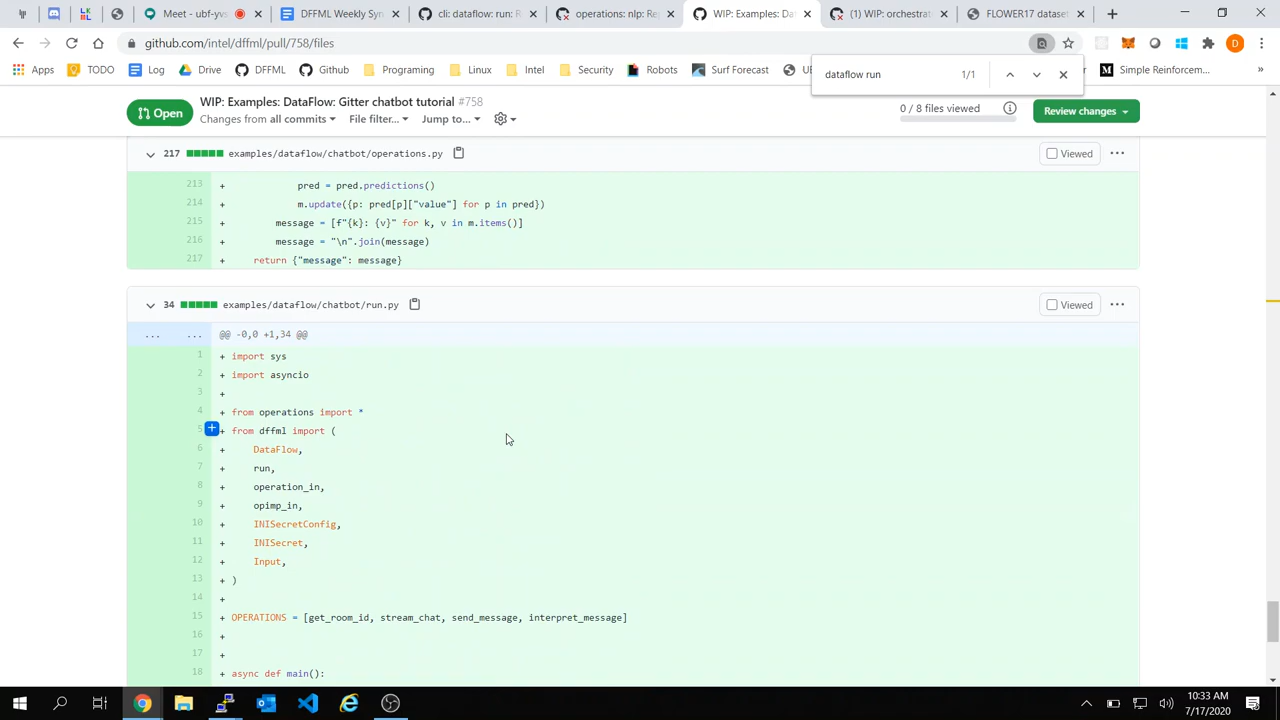 Meet - ubf-yvs
DFFML Weekly Syn
cli: dataflow: run: R
operations: nlp: Re
WIP: Examples: Da
(1) WIP: orchestrat
FLOWER17 dataset
github.com/intel/dffml/pull/758/files
D
Apps
TODO
Log
Drive
DFFML
Github
Programing
Linux
Intel
Security
Robots
Surf Forecast
Simple Reinforcem...
»
dataflow run
1/1
Open
WIP: Examples: DataFlow: Gitter chatbot tutorial #758
Changes from all commits
File filter...
Jump to...
0 / 8 files viewed
Review changes
217 examples/dataflow/chatbot/operations.py
Viewed
213 + pred = pred.predictions()
214 + m.update({p: pred[p]["value"] for p in pred})
215 + message = [f"{k}: {v}" for k, v in m.items()]
216 + message = "\n".join(message)
217 + return {"message": message}
34 examples/dataflow/chatbot/run.py
Viewed
... ... @@ -0,0 +1,34 @@
1 + import sys
2 + import asyncio
3 +
4 + from operations import *
5 + from dffml import (
6 + DataFlow,
7 + run,
8 + operation_in,
9 + opimp_in,
10 + INISecretConfig,
11 + INISecret,
12 + Input,
13 + )
14 +
15 + OPERATIONS = [get_room_id, stream_chat, send_message, interpret_message]
16 +
17 +
18 + async def main():
10:33 AM
7/17/2020